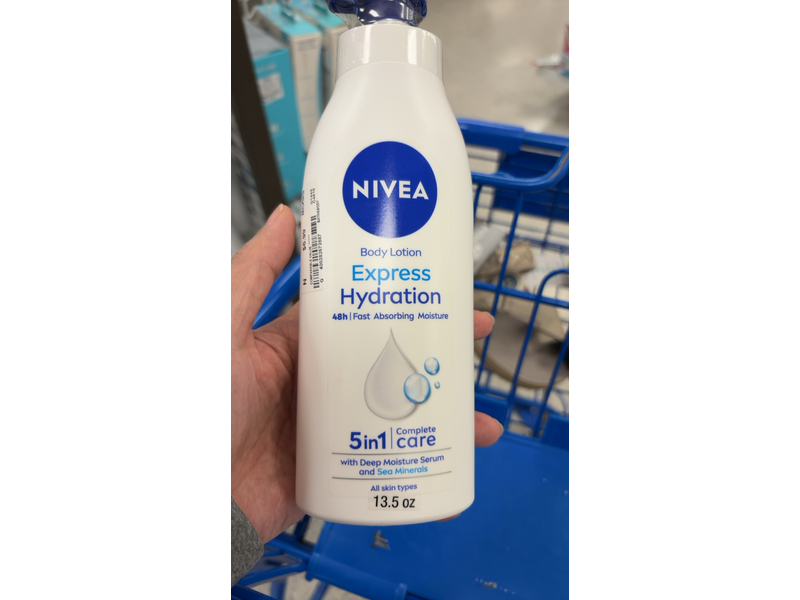 NIVEA
Body Lotion
Express
Hydration
48h | Fast Absorbing Moisture
5in1 | Complete
care
with Deep Moisture Serum
and Sea Minerals
All skin types
13.5 oz